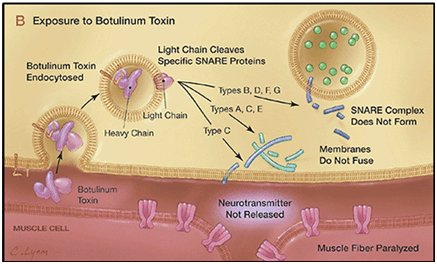 B Exposure to Botulinum Toxin
Light Chain Cleaves
Specific SNARE Proteins
Botulinum Toxin
Endocytosed
Types B, D, F, G
Types A, C, E
Type C
Light Chain
Heavy Chain
SNARE Complex
Does Not Form
Membranes
Do Not Fuse
Botulinum
Toxin
Neurotransmitter
Not Released
MUSCLE CELL
Muscle Fiber Paralyzed
C. Lynm